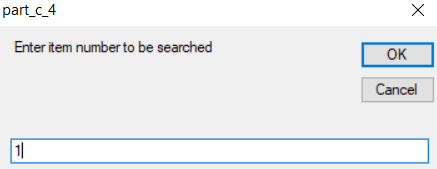 part_c_4
Enter item number to be searched
OK
Cancel
1